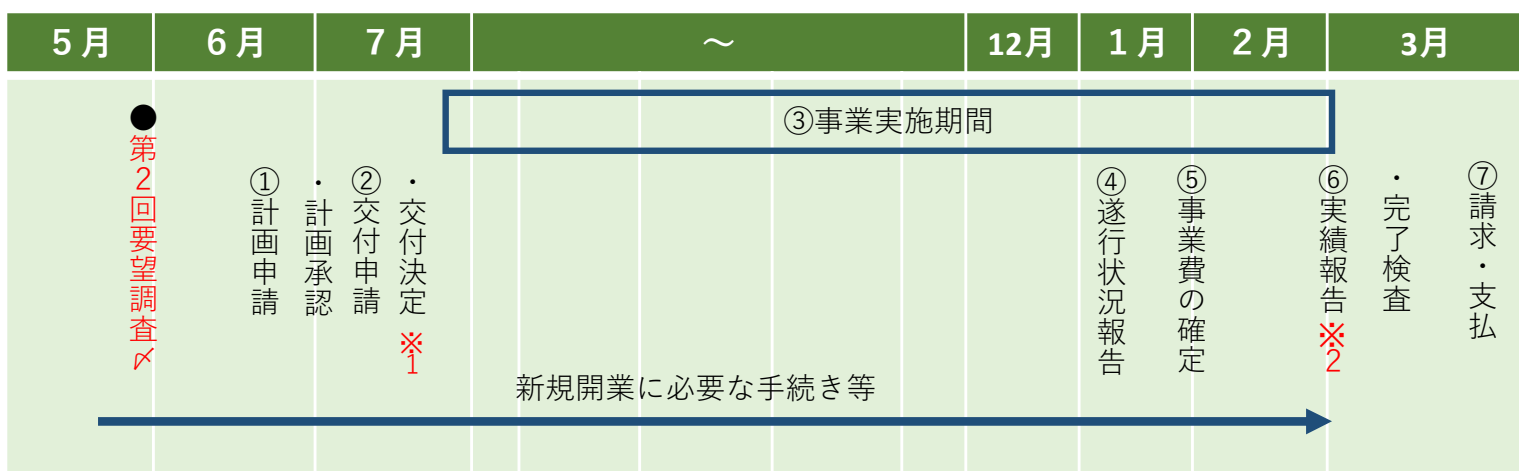 5月
6月
7月
～
12月
1月
2月
3月
③事業実施期間
●第2回要望調査〆
①計画申請
・計画承認
②交付申請
・交付決定※1
④遂行状況報告
⑤事業費の確定
⑥実績報告※2
・完了検査
⑦請求・支払
新規開業に必要な手続き等